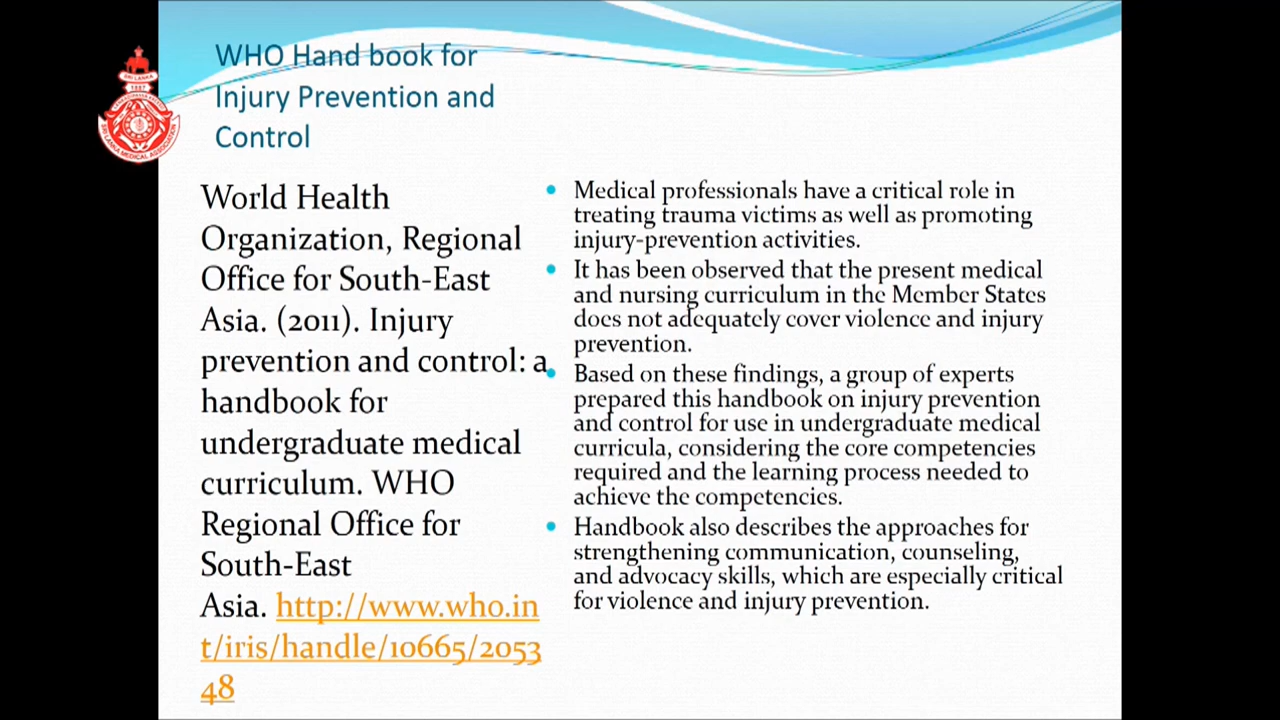 WHO Hand book for
Injury Prevention and
Control
SRI LANKA
1887
SRI LANKA MEDICAL ASSOCIATION
World Health
Organization, Regional
Office for South-East
Asia. (2011). Injury
prevention and control: a
handbook for
undergraduate medical
curriculum. WHO
Regional Office for
South-East
Asia. http://www.who.in
t/iris/handle/10665/2053
48
• Medical professionals have a critical role in
treating trauma victims as well as promoting
injury-prevention activities.
• It has been observed that the present medical
and nursing curriculum in the Member States
does not adequately cover violence and injury
prevention.
• Based on these findings, a group of experts
prepared this handbook on injury prevention
and control for use in undergraduate medical
curricula, considering the core competencies
required and the learning process needed to
achieve the competencies.
• Handbook also describes the approaches for
strengthening communication, counseling,
and advocacy skills, which are especially critical
for violence and injury prevention.